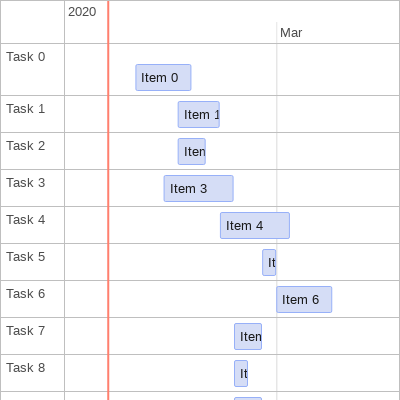 2020
Mar
Task 0
Item 0
Task 1
Item 1
Task 2
Iten
Task 3
Item 3
Task 4
Item 4
Task 5
It
Task 6
Item 6
Task 7
Iten
Task 8
It